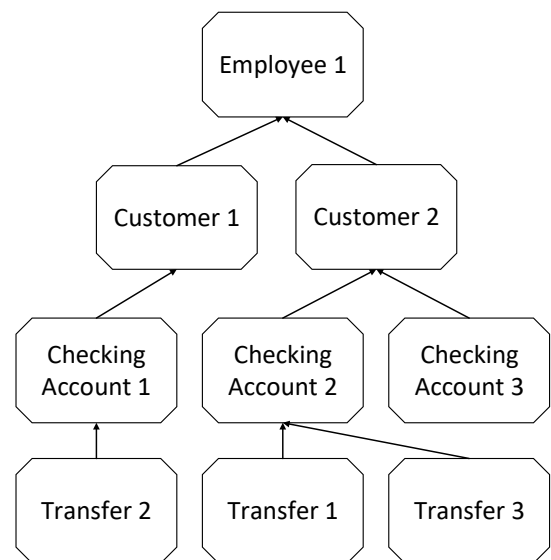 Employee 1
Customer 1
Customer 2
Checking
Account 1
Checking
Account 2
Checking
Account 3
Transfer 2
Transfer 1
Transfer 3